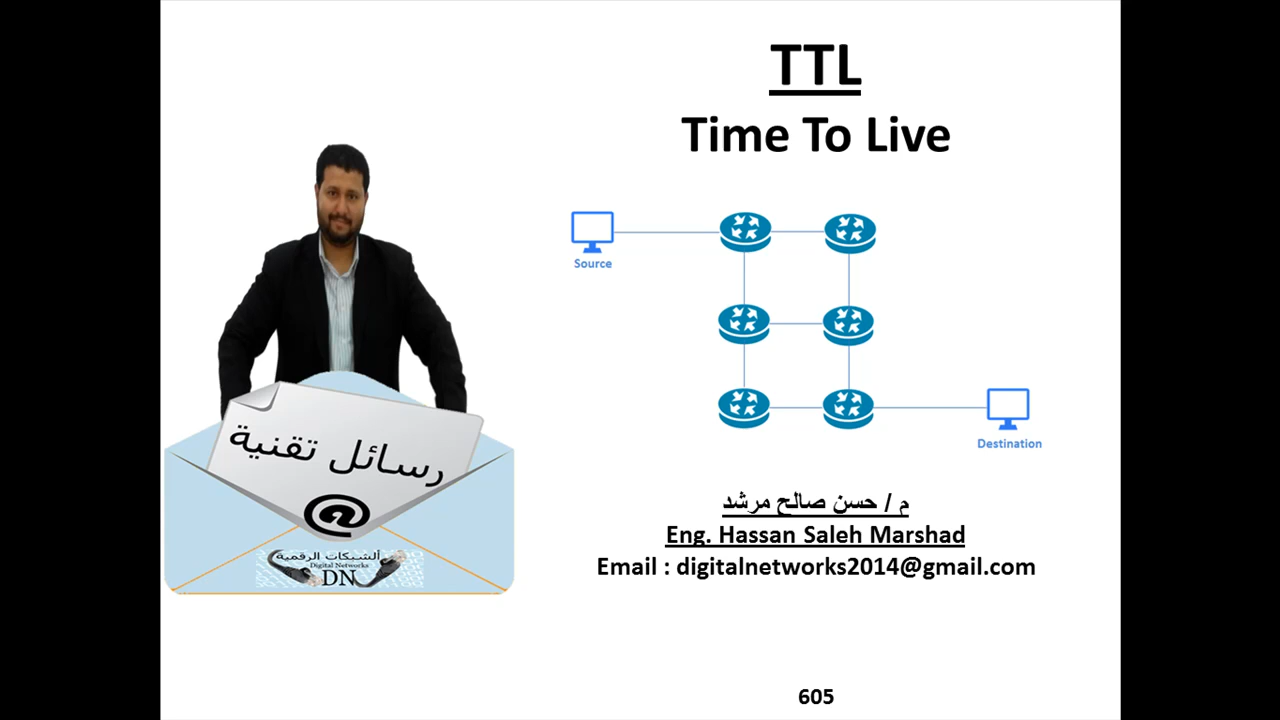 TTL
Time To Live
Source
Destination
رسائل تقنية
@
الشبكات الرقمية
Digital Networks
DN
م / حسن صالح مرشد
Eng. Hassan Saleh Marshad
Email : digitalnetworks2014@gmail.com
605